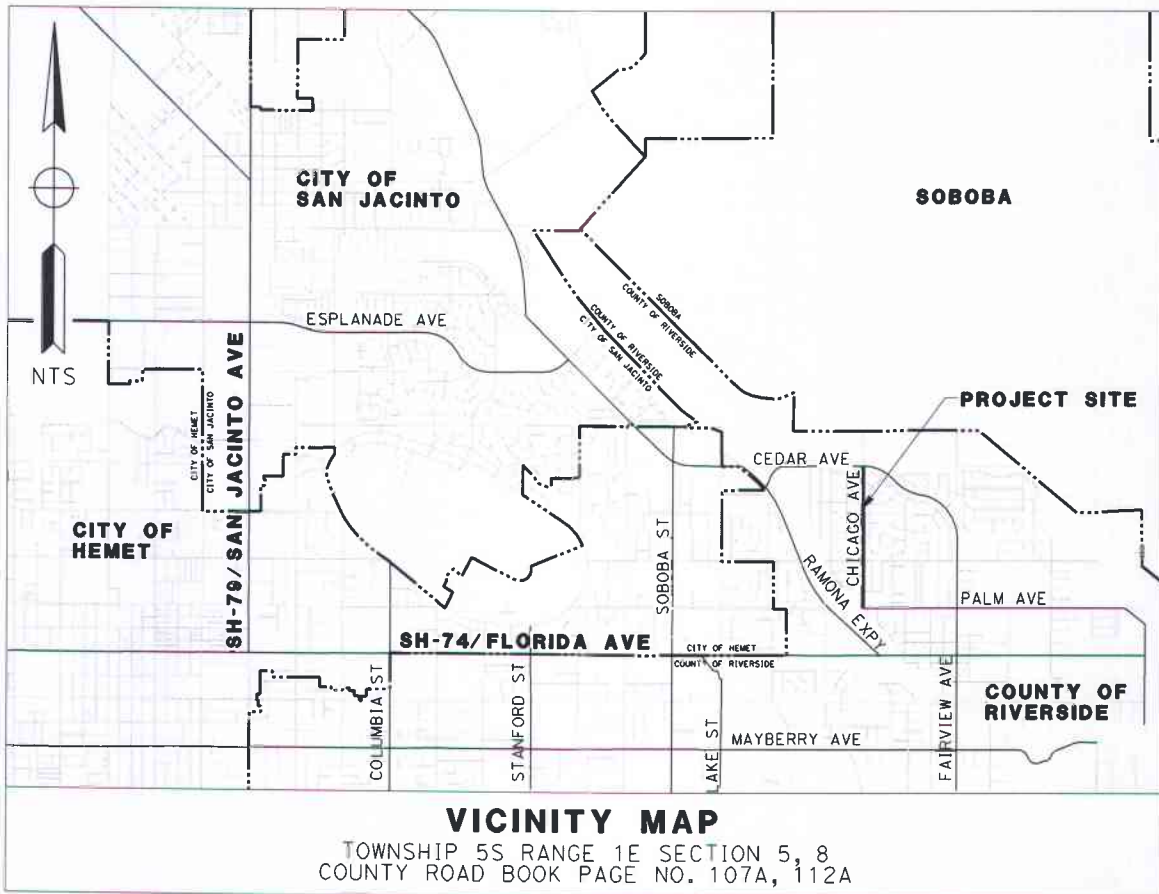 CITY OF
SAN JACINTO
SOBOBA
ESPLANADE AVE
NTS
SH-79/SAN JACINTO AVE
CITY OF HEMET
CITY OF SAN JACINTO
SOBOBA
COUNTY OF RIVERSIDE
COUNTY OF RIVERSIDE
CITY OF SAN JACINTO
PROJECT SITE
CEDAR AVE
CHICAGO AVE
CITY OF
HEMET
SOBOBA ST
RAMONA EXPY
PALM AVE
SH-74/FLORIDA AVE
CITY OF HEMET
COUNTY OF RIVERSIDE
COLUMBIA ST
STANFORD ST
LAKE ST
FAIRVIEW AVE
COUNTY OF
RIVERSIDE
MAYBERRY AVE
VICINITY MAP
TOWNSHIP 5S RANGE 1E SECTION 5, 8
COUNTY ROAD BOOK PAGE NO. 107A, 112A